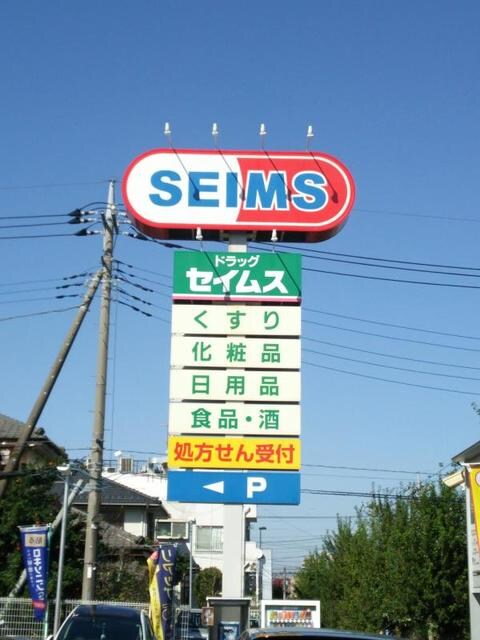 SEIMS
ドラッグ
セイムス
くすり
化粧品
日用品
食品・酒
処方せん受付
P